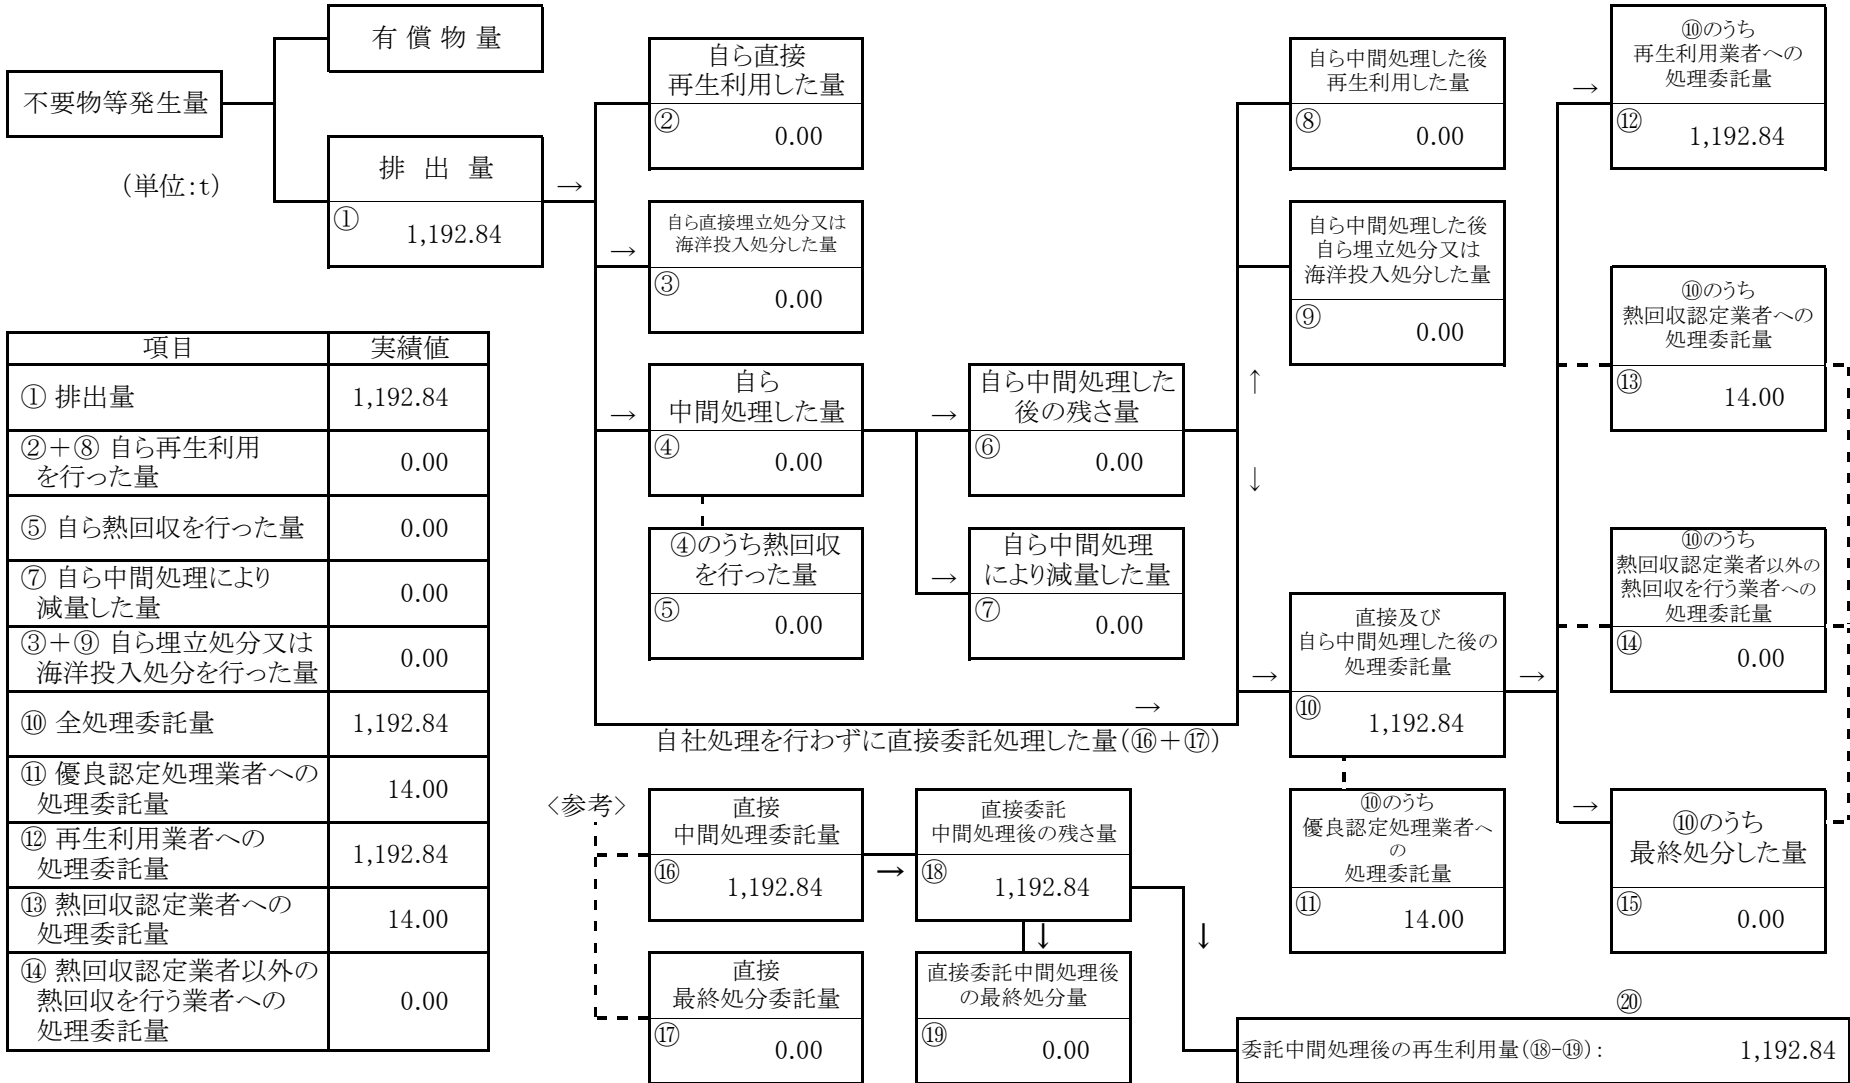 有 償 物 量
不要物等発生量
排 出 量
①
1,192.84
(単位:t)
→
自ら直接
再生利用した量
②
0.00
→
自ら直接埋立処分又は
海洋投入処分した量
③
0.00
→
自ら
中間処理した量
④
0.00
④のうち熱回収
を行った量
⑤
0.00
→
自ら中間処理した
後の残さ量
⑥
0.00
→
自ら中間処理
により減量した量
⑦
0.00
自ら中間処理した後
再生利用した量
⑧
0.00
自ら中間処理した後
自ら埋立処分又は
海洋投入処分した量
⑨
0.00
↑
↓
→
自社処理を行わずに直接委託処理した量(⑯+⑰)
→
直接及び
自ら中間処理した後の
処理委託量
⑩
1,192.84
⑩のうち
優良認定処理業者へ
の
処理委託量
⑪
14.00
→
→
⑩のうち
再生利用業者への
処理委託量
⑫
1,192.84
⑩のうち
熱回収認定業者への
処理委託量
⑬
14.00
⑩のうち
熱回収認定業者以外の
熱回収を行う業者への
処理委託量
⑭
0.00
→
⑩のうち
最終処分した量
⑮
0.00
項目 実績値
① 排出量 1,192.84
②+⑧ 自ら再生利用
を行った量 0.00
⑤ 自ら熱回収を行った量 0.00
⑦ 自ら中間処理により
減量した量 0.00
③+⑨ 自ら埋立処分又は
海洋投入処分を行った量 0.00
⑩ 全処理委託量 1,192.84
⑪ 優良認定処理業者への
処理委託量 14.00
⑫ 再生利用業者への
処理委託量 1,192.84
⑬ 熱回収認定業者への
処理委託量 14.00
⑭ 熱回収認定業者以外の
熱回収を行う業者への
処理委託量 0.00
<参考>
直接
中間処理委託量
⑯
1,192.84
→
直接委託
中間処理後の残さ量
⑱
1,192.84
↓
↓
直接
最終処分委託量
⑰
0.00
直接委託中間処理後
の最終処分量
⑲
0.00
⑳
委託中間処理後の再生利用量(⑱-⑲): 1,192.84